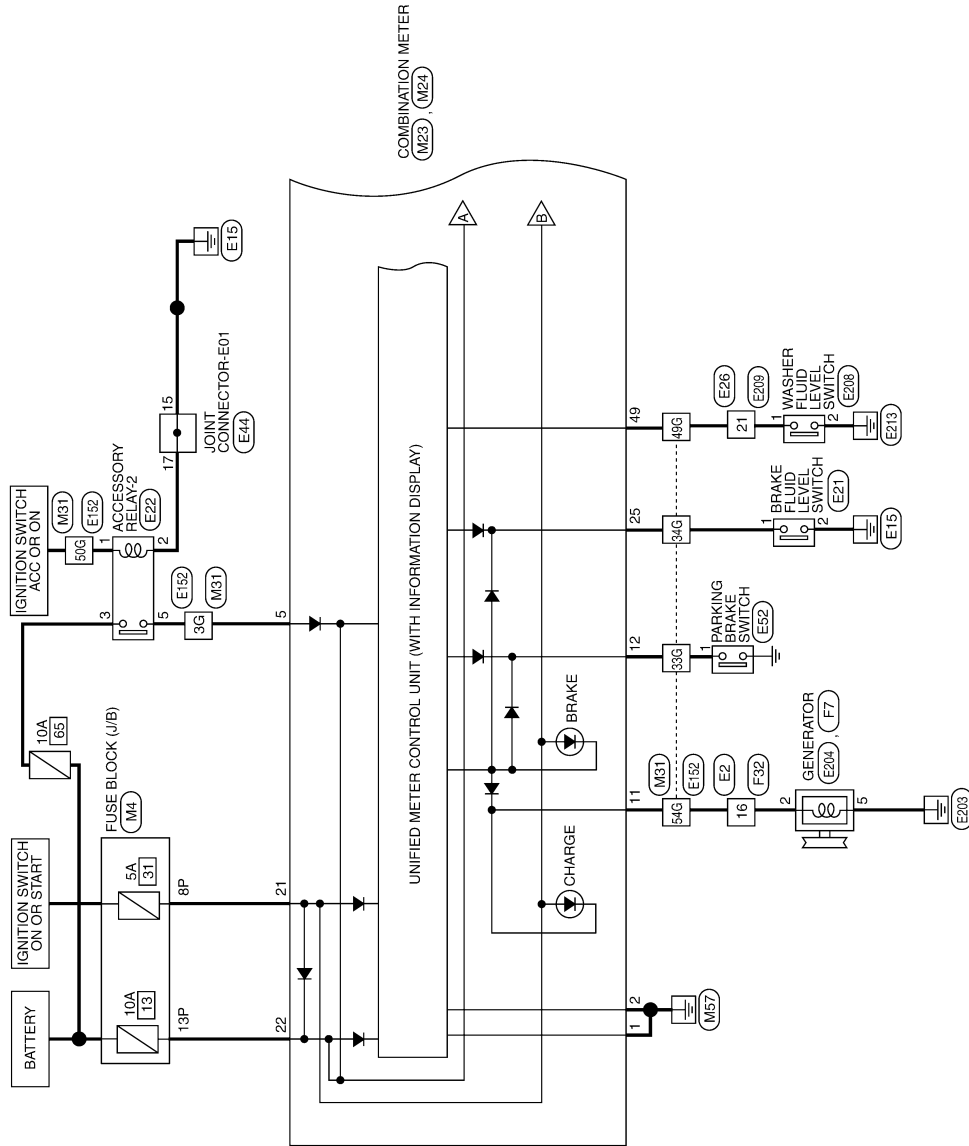 BATTERY
IGNITION SWITCH
ON OR START
IGNITION SWITCH
ACC OR ON
10A
13
5A
31
FUSE BLOCK (J/B)
M4
10A
65
13P
8P
50G
M31
E152
3
1
ACCESSORY
RELAY-2
E22
5
2
17
15
JOINT
CONNECTOR-E01
E44
E15
3G
E152
M31
22
21
5
COMBINATION METER
M23 , M24
UNIFIED METER CONTROL UNIT (WITH INFORMATION DISPLAY)
A
B
CHARGE
BRAKE
1
2
M57
11
12
25
49
54G
M31
E152
33G
34G
49G
16
E2
F32
21
E26
E209
2
GENERATOR
E204 , F7
5
E203
1
PARKING
BRAKE
SWITCH
E52
1
BRAKE
FLUID
LEVEL
SWITCH
E21
2
E15
1
WASHER
FLUID
LEVEL
SWITCH
E208
2
E213